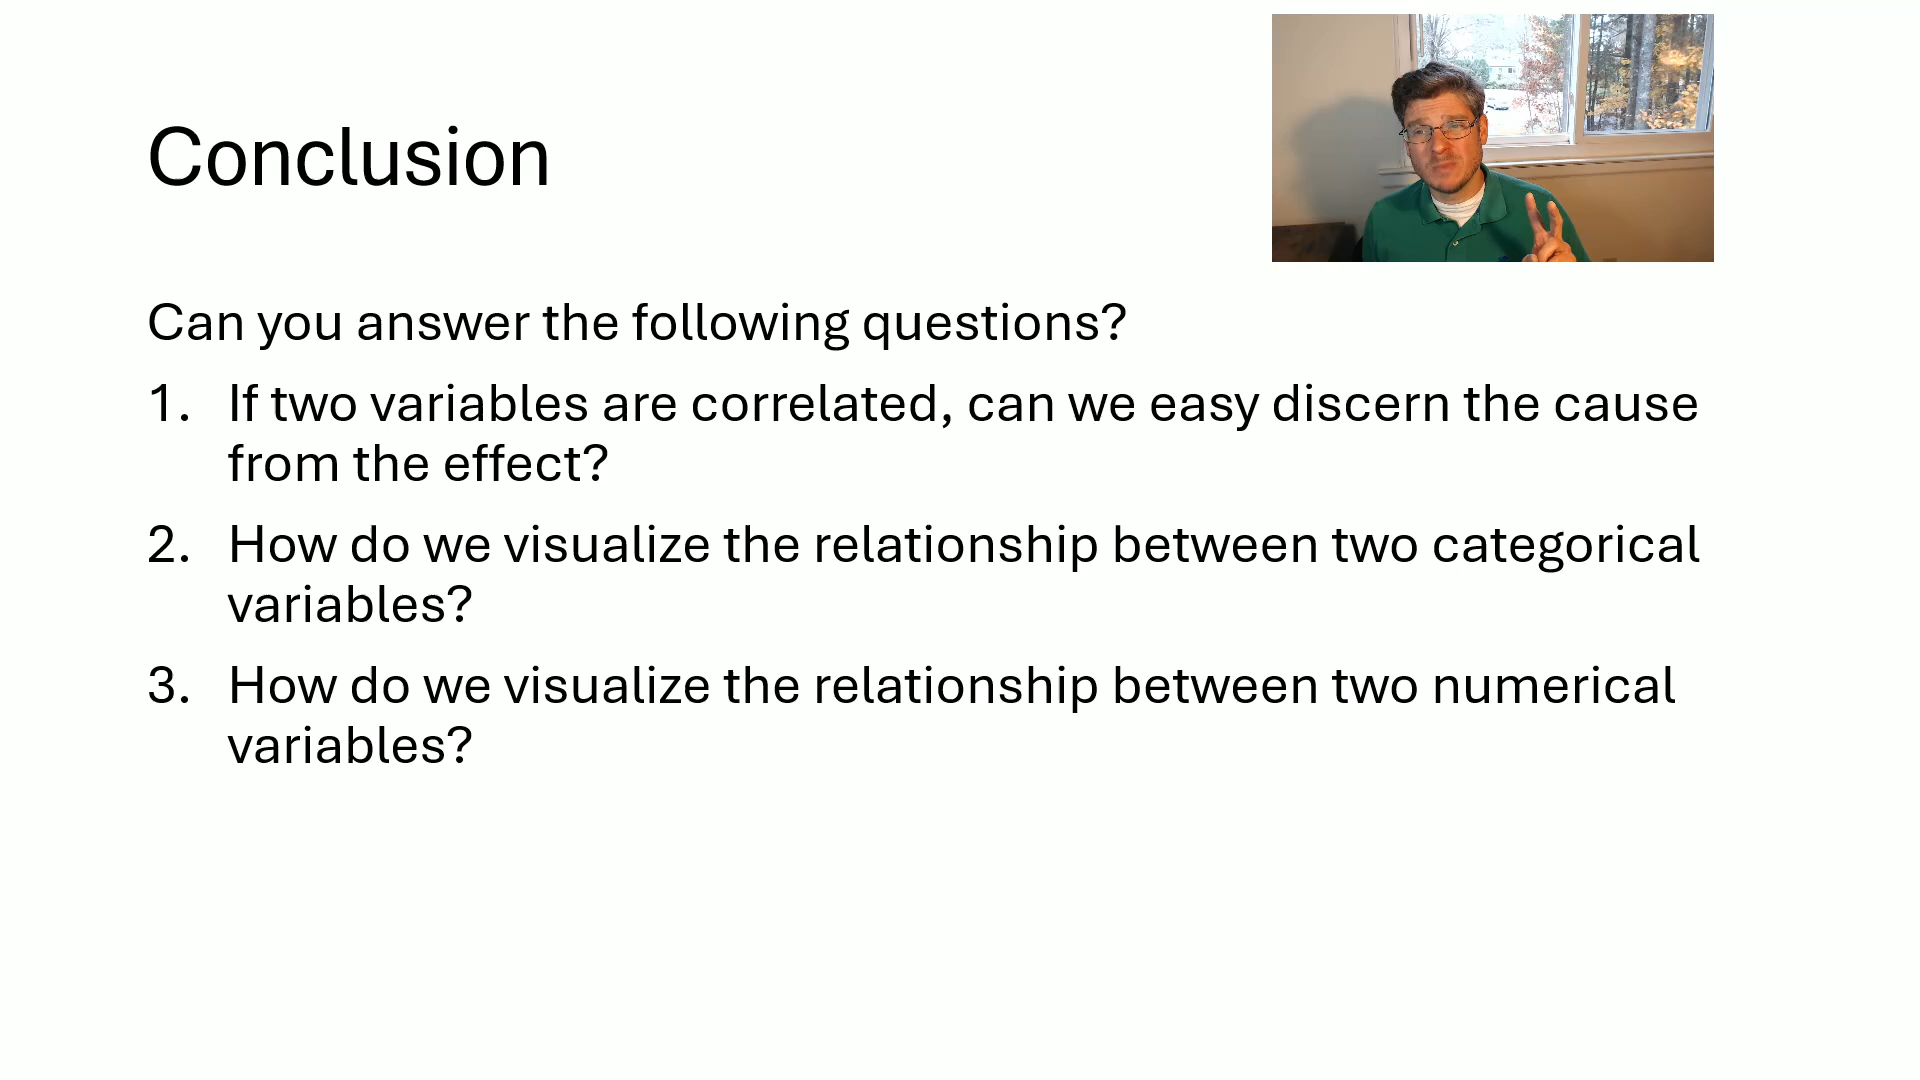 Conclusion
Can you answer the following questions?
1. If two variables are correlated, can we easy discern the cause
from the effect?
2. How do we visualize the relationship between two categorical
variables?
3. How do we visualize the relationship between two numerical
variables?